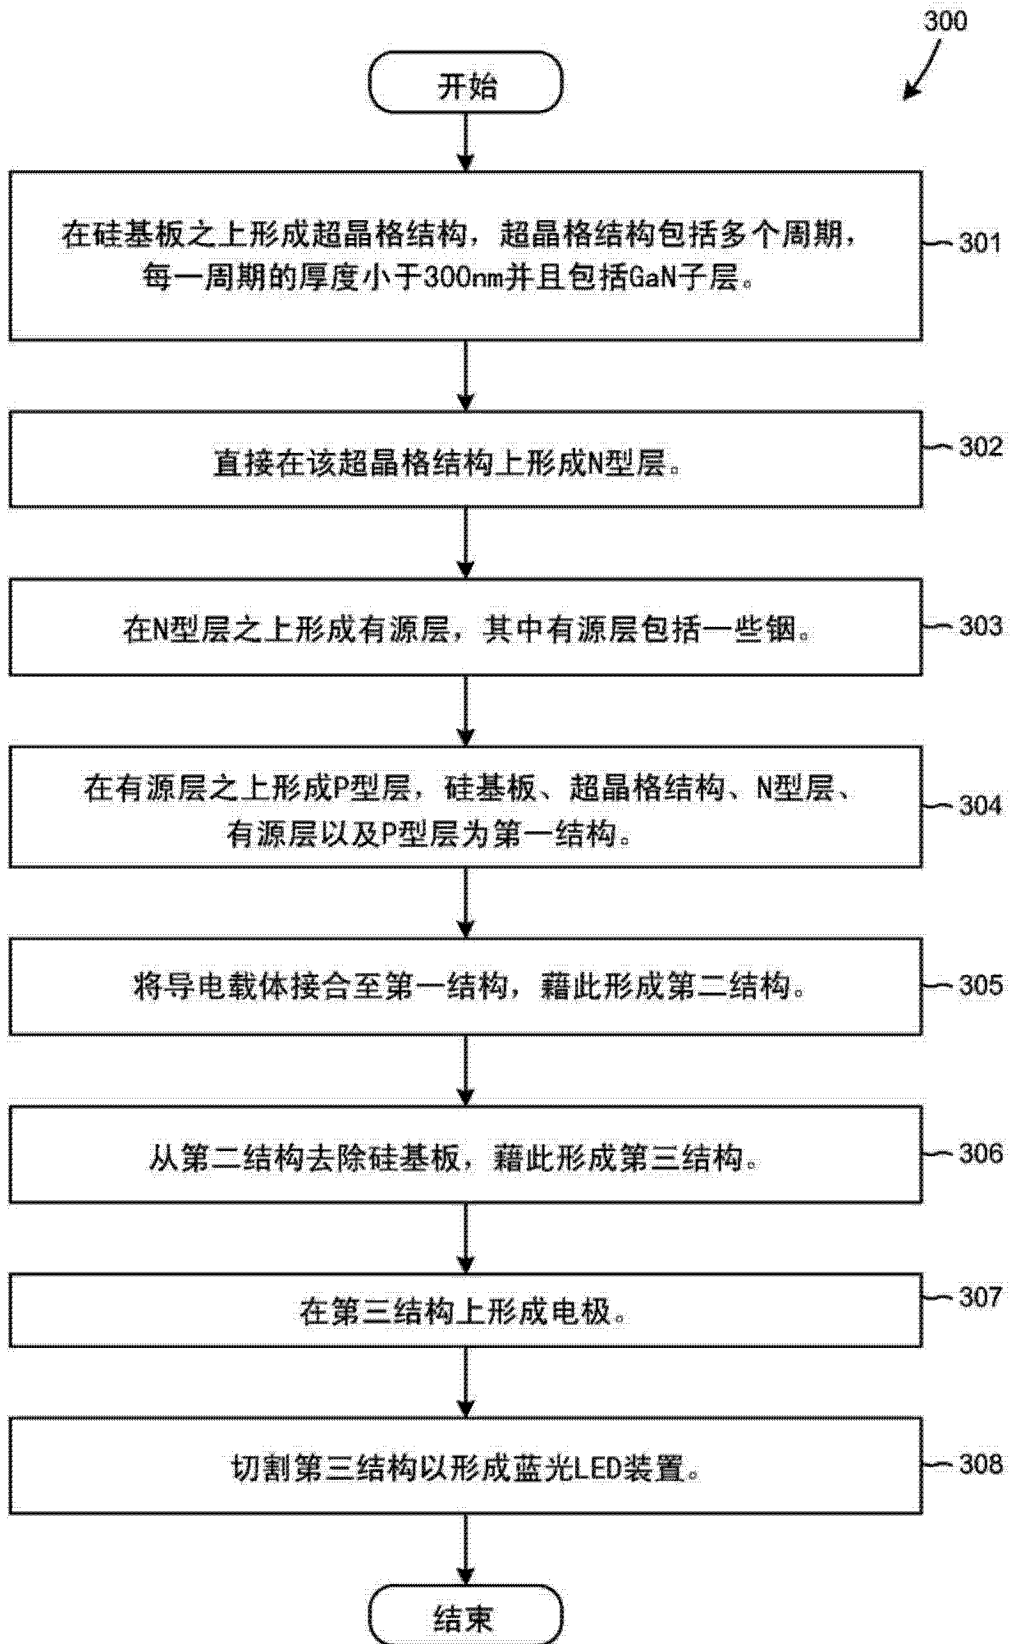 300
开始
在硅基板之上形成超晶格结构，超晶格结构包括多个周期，
每一周期的厚度小于300nm并且包括GaN子层。
301
直接在该超晶格结构上形成N型层。
302
在N型层之上形成有源层，其中有源层包括一些铟。
303
在有源层之上形成P型层，硅基板、超晶格结构、N型层、
有源层以及P型层为第一结构。
304
将导电载体接合至第一结构，藉此形成第二结构。
305
从第二结构去除硅基板，藉此形成第三结构。
306
在第三结构上形成电极。
307
切割第三结构以形成蓝光LED装置。
308
结束